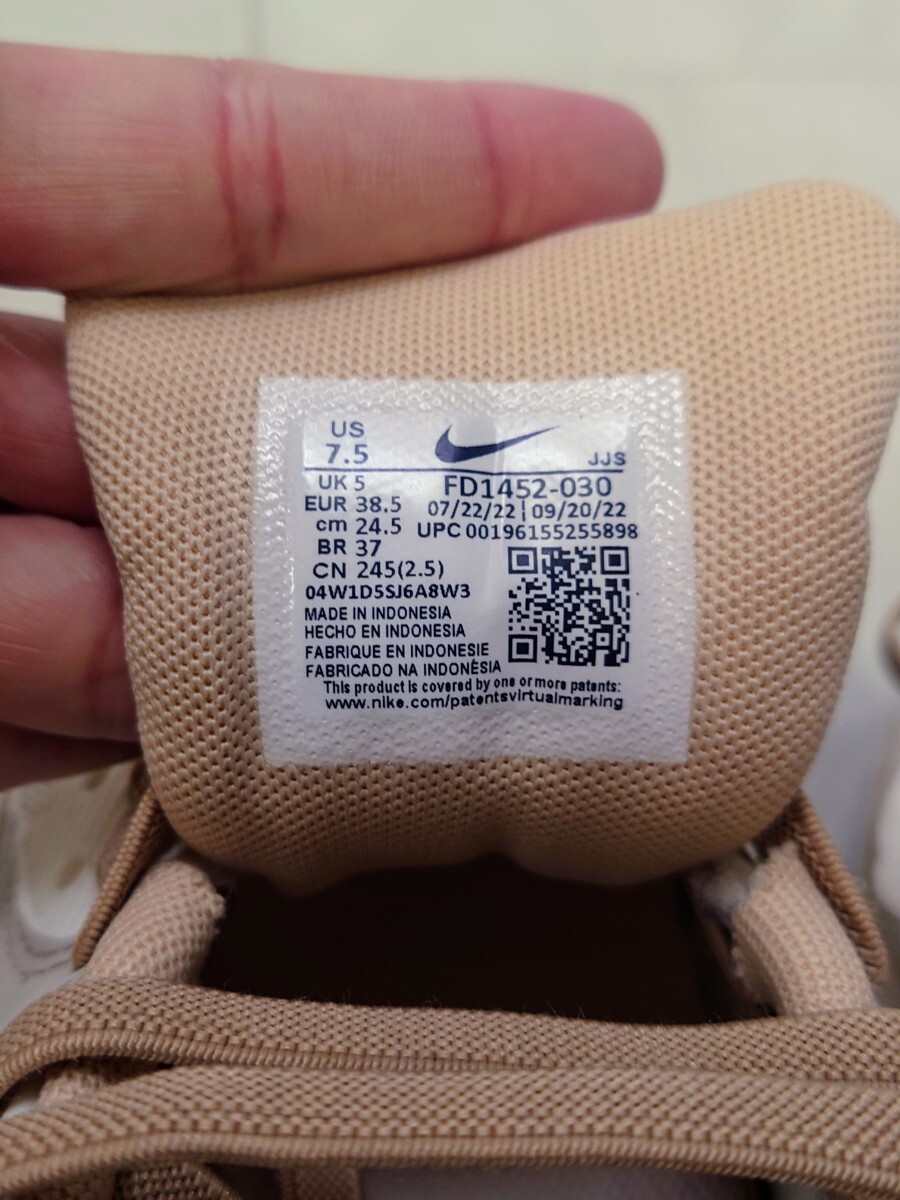 US
7.5
JJS
UK 5
FD1452-030
EUR 38.5
07/22/22 | 09/20/22
cm 24.5
UPC 00196155255898
BR 37
CN 245(2.5)
04W1D5SJ6A8W3
MADE IN INDONESIA
HECHO EN INDONESIA
FABRIQUE EN INDONESIE
FABRICADO NA INDONÉSIA
This product is covered by one or more patents:
www.nike.com/patentsvirtualmarking